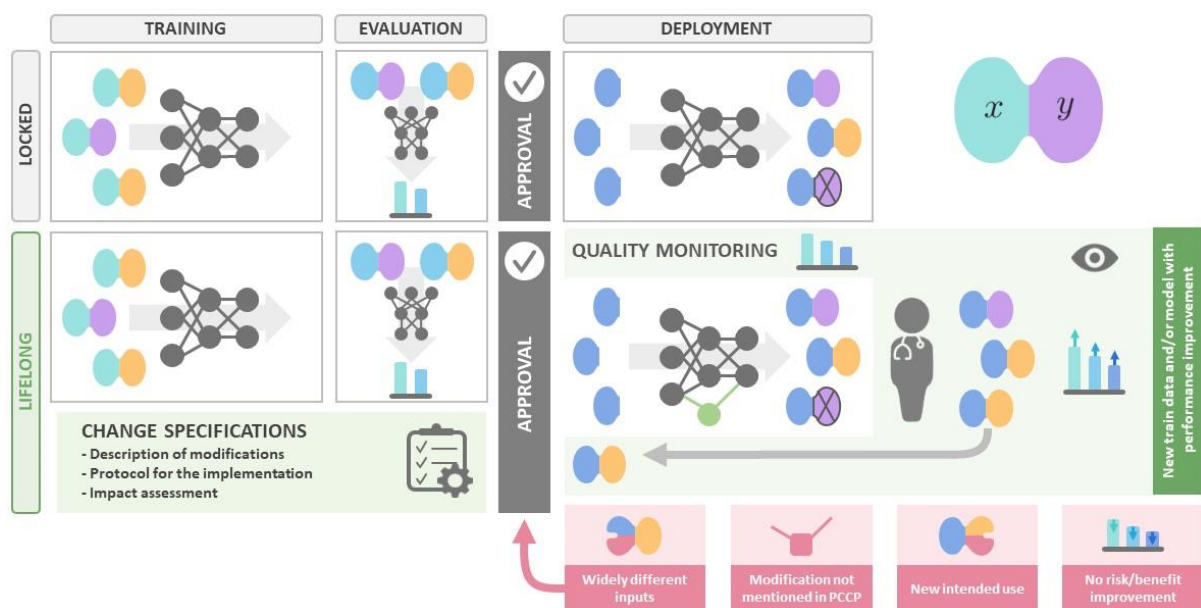 TRAINING
EVALUATION
DEPLOYMENT
LOCKED
APPROVAL
x
y
LIFELONG
APPROVAL
QUALITY MONITORING
New train data and/or model with
performance improvement
CHANGE SPECIFICATIONS
- Description of modifications
- Protocol for the implementation
- Impact assessment
Widely different
inputs
Modification not
mentioned in PCCP
New intended use
No risk/benefit
improvement